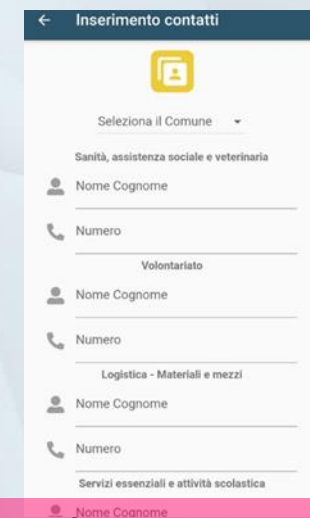 Inserimento contatti
Seleziona il Comune
Sanità, assistenza sociale e veterinaria
Nome Cognome
Numero
Volontariato
Nome Cognome
Numero
Logistica - Materiali e mezzi
Nome Cognome
Numero
Servizi essenziali e attività scolastica
Nome Cognome